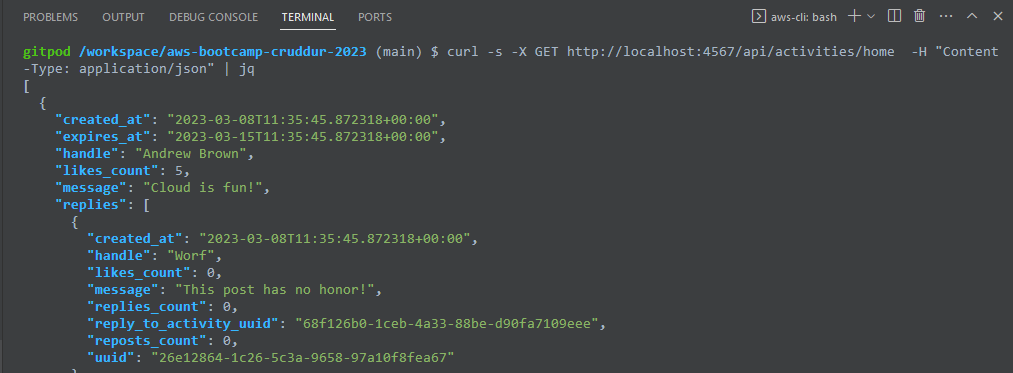 PROBLEMS OUTPUT DEBUG CONSOLE TERMINAL PORTS aws-cli: bash
gitpod /workspace/aws-bootcamp-cruddur-2023 (main) $ curl -s -X GET http://localhost:4567/api/activities/home  -H "Content
-Type: application/json" | jq
[
  {
    "created_at": "2023-03-08T11:35:45.872318+00:00",
    "expires_at": "2023-03-15T11:35:45.872318+00:00",
    "handle": "Andrew Brown",
    "likes_count": 5,
    "message": "Cloud is fun!",
    "replies": [
      {
        "created_at": "2023-03-08T11:35:45.872318+00:00",
        "handle": "Worf",
        "likes_count": 0,
        "message": "This post has no honor!",
        "replies_count": 0,
        "reply_to_activity_uuid": "68f126b0-1ceb-4a33-88be-d90fa7109eee",
        "reposts_count": 0,
        "uuid": "26e12864-1c26-5c3a-9658-97a10f8fea67"
      }